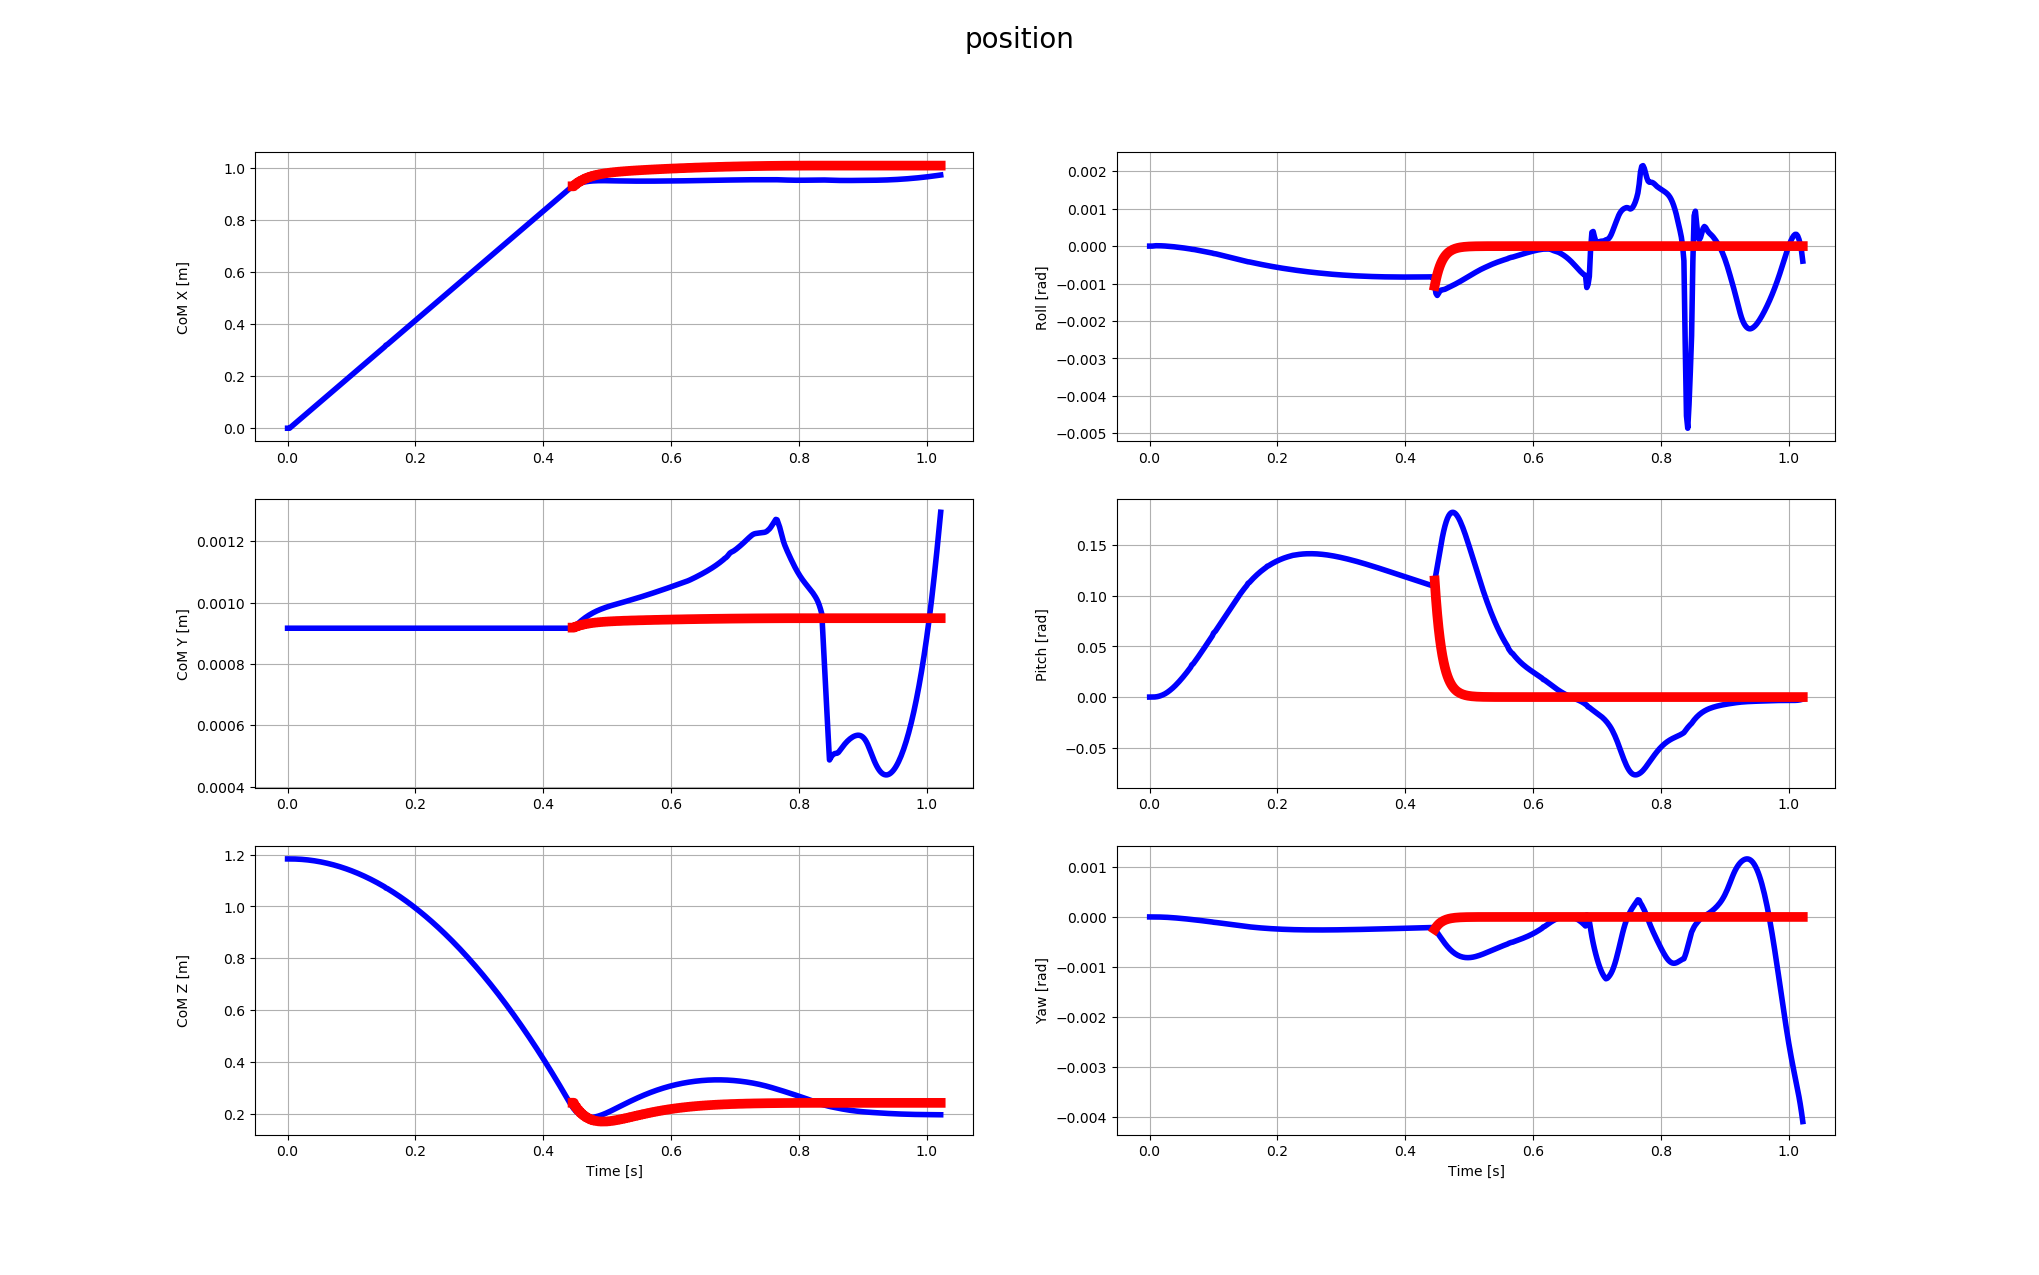 position
CoM X [m]
1.0
0.8
0.6
0.4
0.2
0.0
0.0 0.2 0.4 0.6 0.8 1.0
Roll [rad]
0.002
0.001
0.000
−0.001
−0.002
−0.003
−0.004
−0.005
0.0 0.2 0.4 0.6 0.8 1.0
CoM Y [m]
0.0012
0.0010
0.0008
0.0006
0.0004
0.0 0.2 0.4 0.6 0.8 1.0
Pitch [rad]
0.15
0.10
0.05
0.00
−0.05
0.0 0.2 0.4 0.6 0.8 1.0
CoM Z [m]
1.2
1.0
0.8
0.6
0.4
0.2
0.0 0.2 0.4 0.6 0.8 1.0
Time [s]
Yaw [rad]
0.001
0.000
−0.001
−0.002
−0.003
−0.004
0.0 0.2 0.4 0.6 0.8 1.0
Time [s]